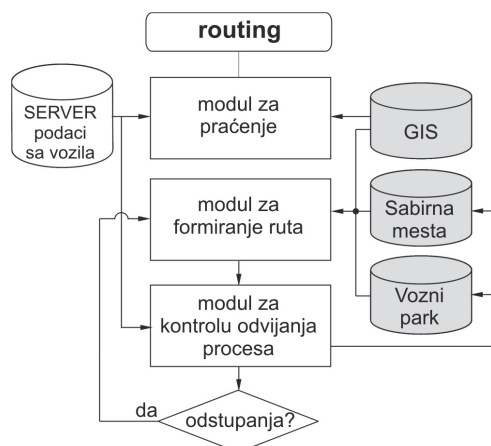 routing
SERVER
podaci
sa vozila
modul za
praćenje
GIS
modul za
formiranje ruta
Sabirna
mesta
modul za
kontrolu odvijanja
procesa
Vozni
park
da
odstupanja?